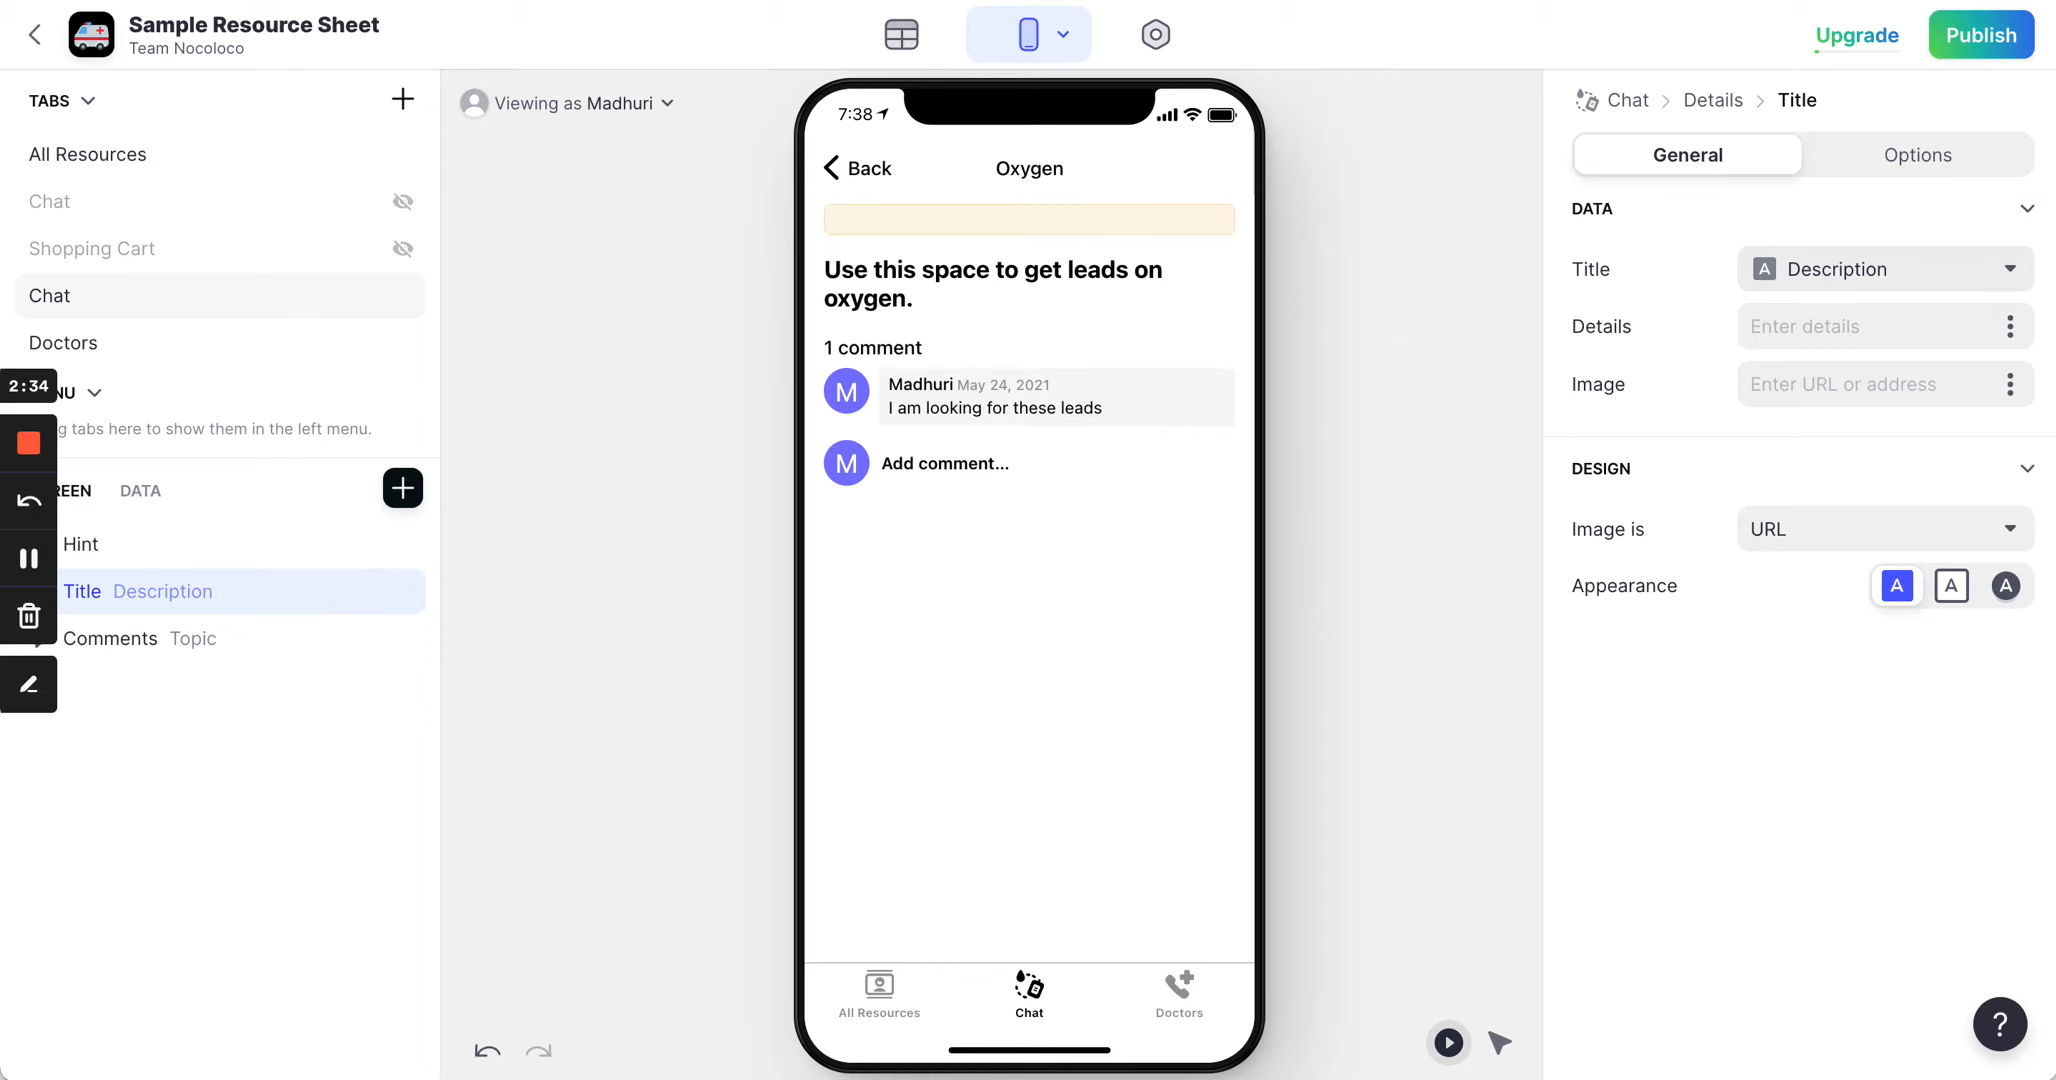 Sample Resource Sheet
Team Nocoloco
Upgrade
Publish
TABS
All Resources
Chat
Shopping Cart
Chat
Doctors
2:34
NU
g tabs here to show them in the left menu.
REEN
DATA
Hint
Title Description
Comments Topic
Viewing as Madhuri
7:38
Back
Oxygen
Use this space to get leads on
oxygen.
1 comment
M
Madhuri May 24, 2021
I am looking for these leads
M
Add comment...
All Resources
Chat
Doctors
Chat > Details > Title
General
Options
DATA
Title
A Description
Details
Enter details
Image
Enter URL or address
DESIGN
Image is
URL
Appearance
A
A
A
?